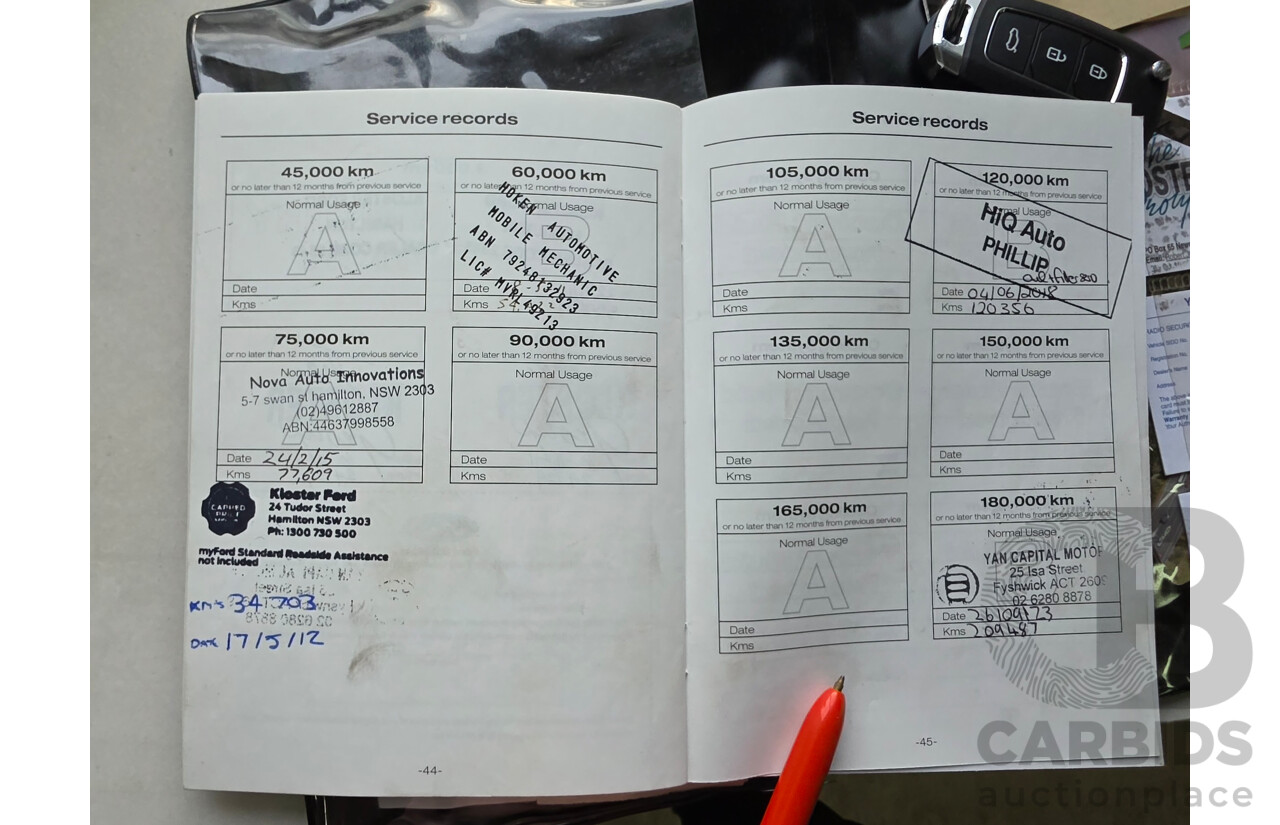 Service records
45,000 km
or no later than 12 months from previous service
Normal Usage
A
Date
Kms
60,000 km
or no later than 12 months from previous service
Normal Usage
B
HOKEN AUTOMOTIVE
MOBILE MECHANIC
ABN 79248132923
LIC# MVRL49213
Date
Kms
75,000 km
or no later than 12 months from previous service
Normal Usage
A
Nova Auto Innovations
5-7 swan st hamilton, NSW 2303
(02)49612887
ABN:44637998558
Date 24/2/15
Kms 77,609
90,000 km
or no later than 12 months from previous service
Normal Usage
A
Date
Kms
Klostar Ford
24 Tudor Street
Hamilton NSW 2303
Ph: 1300 730 500
myFord Standard Roadside Assistance
not included
KMS 34703
DATE 17/5/12
-44-
Service records
105,000 km
or no later than 12 months from previous service
Normal Usage
A
Date
Kms
120,000 km
or no later than 12 months from previous service
Normal Usage
HiQ Auto
PHILLIP
Date 04/06/2018
Kms 120356
135,000 km
or no later than 12 months from previous service
Normal Usage
A
Date
Kms
150,000 km
or no later than 12 months from previous service
Normal Usage
A
Date
Kms
165,000 km
or no later than 12 months from previous service
Normal Usage
A
Date
Kms
180,000 km
or no later than 12 months from previous service
Normal Usage
YAN CAPITAL MOTOR
25 Isa Street
Fyshwick ACT 2609
02 6280 8878
Date 26/09/23
Kms 209487
-45-
CARBIDS
auctionplace